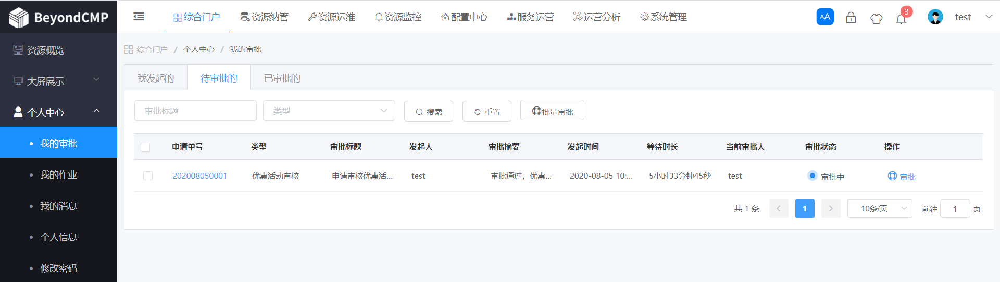 BeyondCMP
综合门户 资源纳管 资源运维 资源监控 配置中心 服务运营 运营分析 系统管理 AA 3 test
资源概览
大屏展示
个人中心
我的审批
我的作业
我的消息
个人信息
修改密码
综合门户 / 个人中心 / 我的审批
我发起的 待审批的 已审批的
审批标题 类型 搜索 重置 批量审批
申请单号 类型 审批标题 发起人 审批摘要 发起时间 等待时长 当前审批人 审批状态 操作
202008050001 优惠活动审核 申请审核优惠活... test 审批通过，优惠... 2020-08-05 10:... 5小时33分钟45秒 test 审批中 审批
共 1 条 1 10条/页 前往 1 页